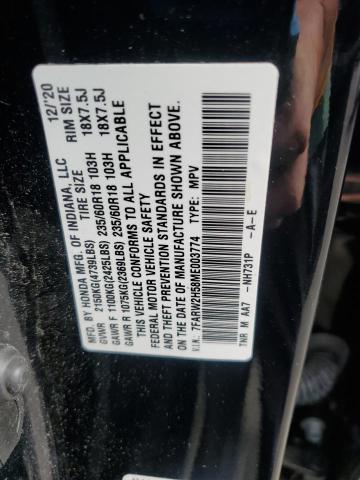 MFD. BY HONDA MFG. OF INDIANA, LLC 12/'20
TIRE SIZE RIM SIZE
GVWR 2150KG(4739LBS)
GAWR F 1100KG(2425LBS) 235/60R18 103H 18X7.5J
GAWR R 1075KG(2369LBS) 235/60R18 103H 18X7.5J
THIS VEHICLE CONFORMS TO ALL APPLICABLE
FEDERAL MOTOR VEHICLE SAFETY
AND THEFT PREVENTION STANDARDS IN EFFECT
ON THE DATE OF MANUFACTURE SHOWN ABOVE.
V.I.N. 7FARW2H58ME003774 TYPE: MPV
TNR M AA7 -NH731P -A-E